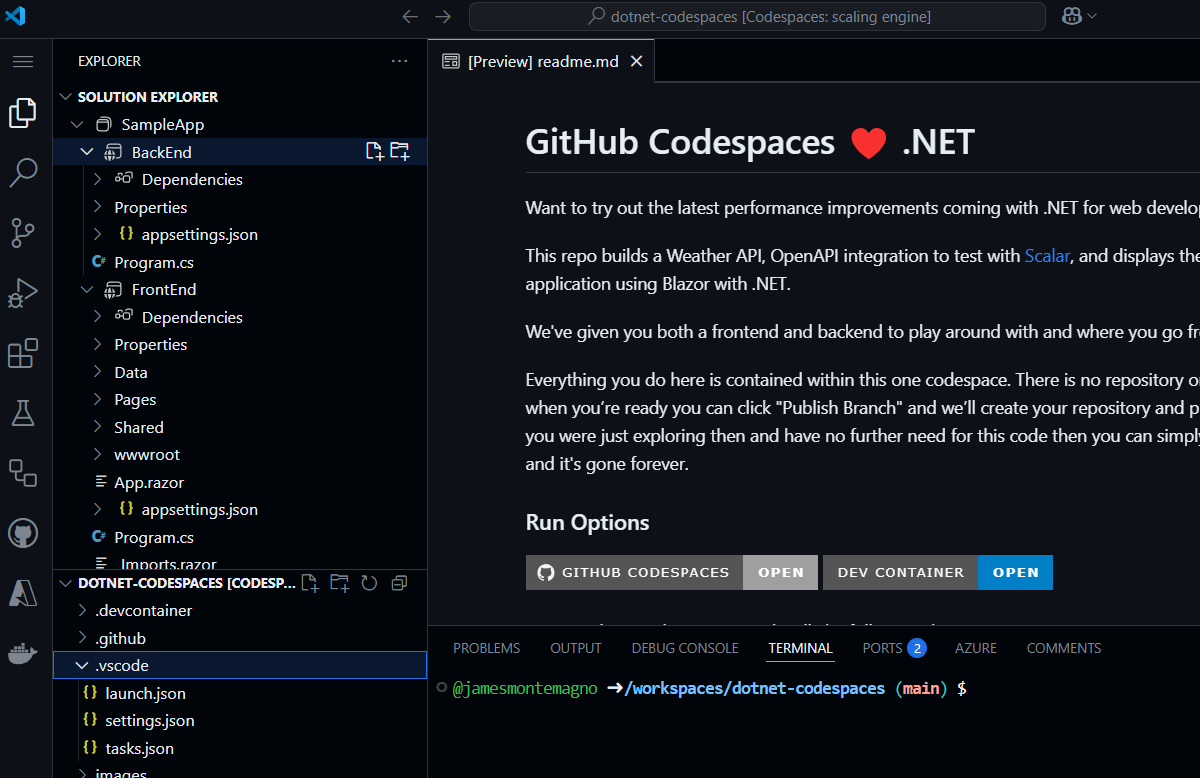 dotnet-codespaces [Codespaces: scaling engine]
EXPLORER
SOLUTION EXPLORER
SampleApp
BackEnd
Dependencies
Properties
{} appsettings.json
C# Program.cs
FrontEnd
Dependencies
Properties
Data
Pages
Shared
wwwroot
App.razor
{} appsettings.json
C# Program.cs
_Imports.razor
DOTNET-CODESPACES [CODESP...
.devcontainer
.github
.vscode
{} launch.json
{} settings.json
{} tasks.json
images
[Preview] readme.md
GitHub Codespaces ♥ .NET
Want to try out the latest performance improvements coming with .NET for web develo
This repo builds a Weather API, OpenAPI integration to test with Scalar, and displays the
application using Blazor with .NET.
We've given you both a frontend and backend to play around with and where you go fr
Everything you do here is contained within this one codespace. There is no repository o
when you’re ready you can click "Publish Branch" and we’ll create your repository and p
you were just exploring then and have no further need for this code then you can simply
and it's gone forever.
Run Options
GITHUB CODESPACES OPEN DEV CONTAINER OPEN
PROBLEMS OUTPUT DEBUG CONSOLE TERMINAL PORTS 2 AZURE COMMENTS
@jamesmontemagno ➜/workspaces/dotnet-codespaces (main) $